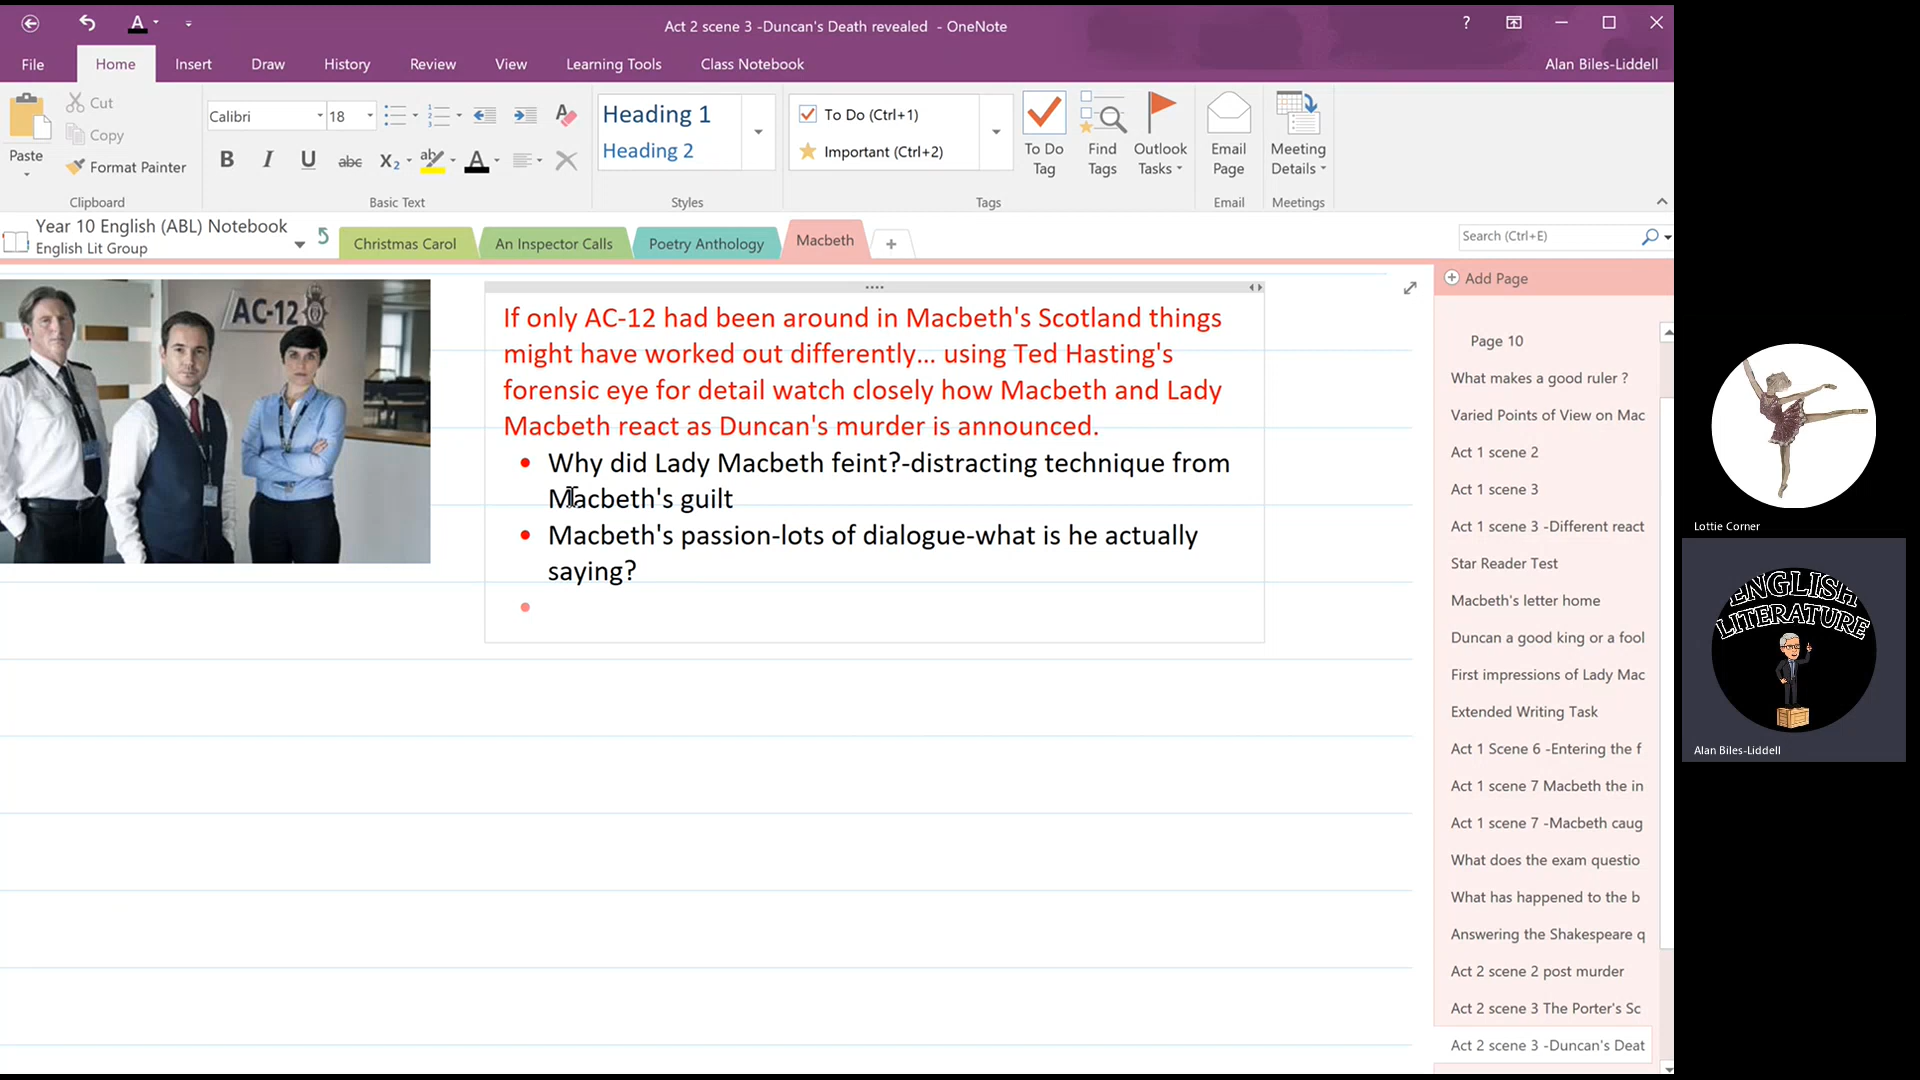 Act 2 scene 3 -Duncan's Death revealed - OneNote
?
A
File
Home
Insert
Draw
History
Review
View
Learning Tools
Class Notebook
Alan Biles-Liddell
Paste
Cut
Copy
Format Painter
Clipboard
Calibri
18
B I U abc X2 ab A
Basic Text
Heading 1
Heading 2
Styles
To Do (Ctrl+1)
Important (Ctrl+2)
To Do
Tag
Find
Tags
Outlook
Tasks
Tags
Email
Page
Email
Meeting
Details
Meetings
Year 10 English (ABL) Notebook
English Lit Group
Christmas Carol
An Inspector Calls
Poetry Anthology
Macbeth
Search (Ctrl+E)
AC-12
If only AC-12 had been around in Macbeth's Scotland things
might have worked out differently... using Ted Hasting's
forensic eye for detail watch closely how Macbeth and Lady
Macbeth react as Duncan's murder is announced.
• Why did Lady Macbeth feint?-distracting technique from
Macbeth's guilt
• Macbeth's passion-lots of dialogue-what is he actually
saying?
•
Add Page
Page 10
What makes a good ruler ?
Varied Points of View on Mac
Act 1 scene 2
Act 1 scene 3
Act 1 scene 3 -Different react
Star Reader Test
Macbeth's letter home
Duncan a good king or a fool
First impressions of Lady Mac
Extended Writing Task
Act 1 Scene 6 -Entering the f
Act 1 scene 7 Macbeth the in
Act 1 scene 7 -Macbeth caug
What does the exam questio
What has happened to the b
Answering the Shakespeare q
Act 2 scene 2 post murder
Act 2 scene 3 The Porter's Sc
Act 2 scene 3 -Duncan's Deat
Lottie Corner
ENGLISH
LITERATURE
Alan Biles-Liddell